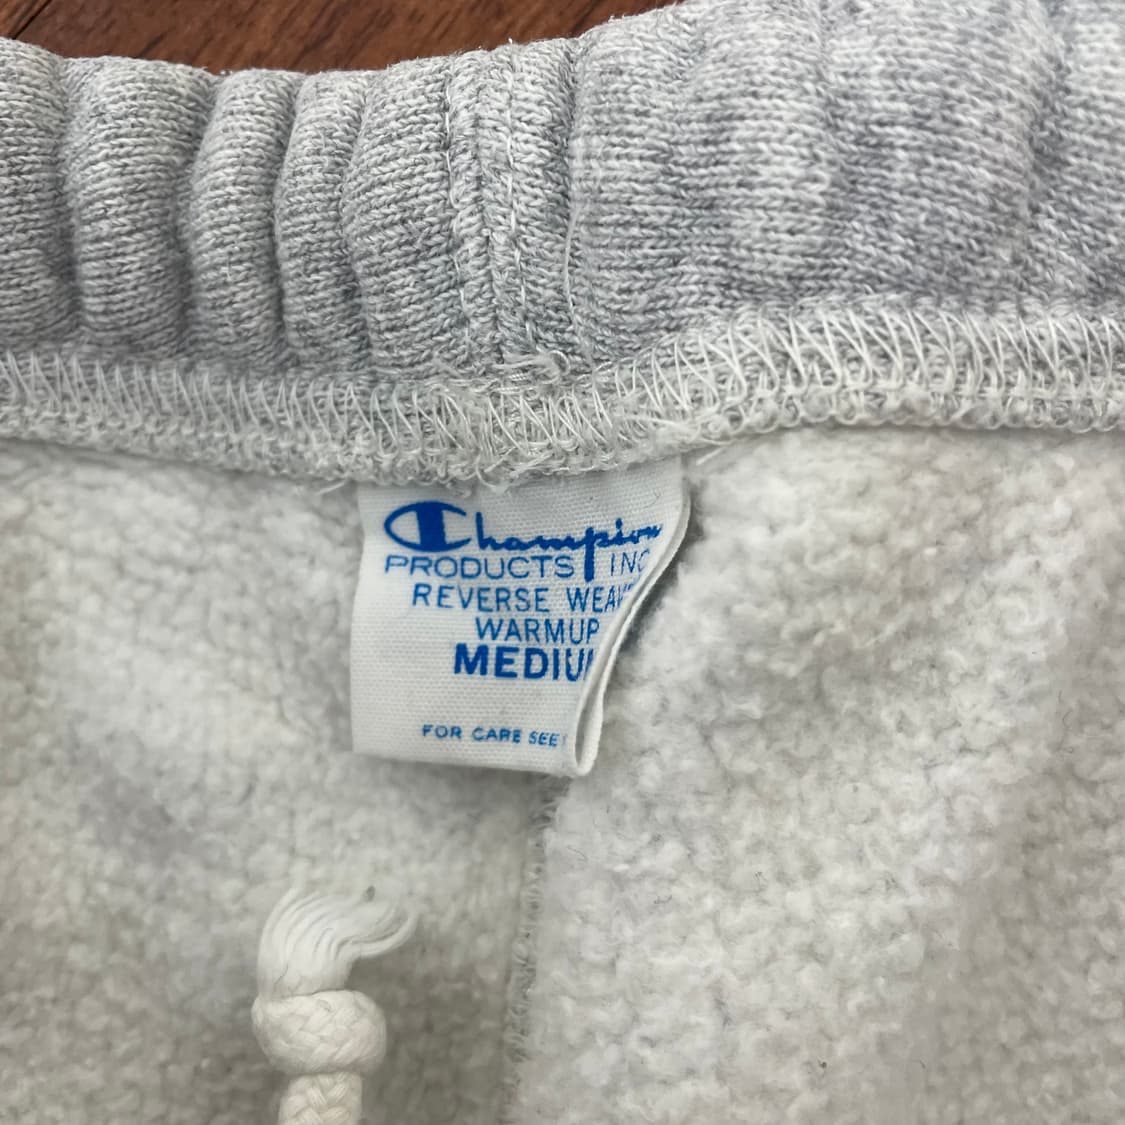 Champion
PRODUCTS INC
REVERSE WEAVE
WARMUP
MEDIUM
FOR CARE SEE